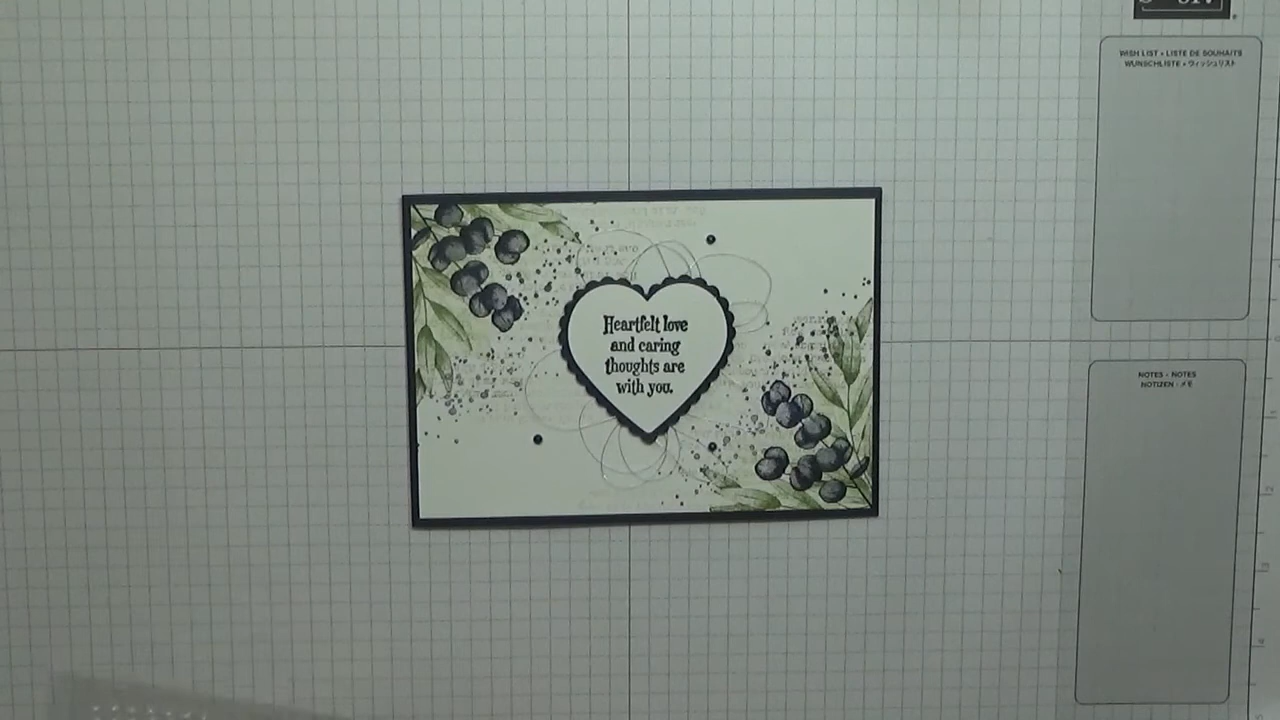 WISH LIST • LISTE DE SOUHAITS
WUNSCHLISTE • ウィッシュリスト
Heartfelt love
and caring
thoughts are
with you.
NOTES • NOTES
NOTIZEN • メモ